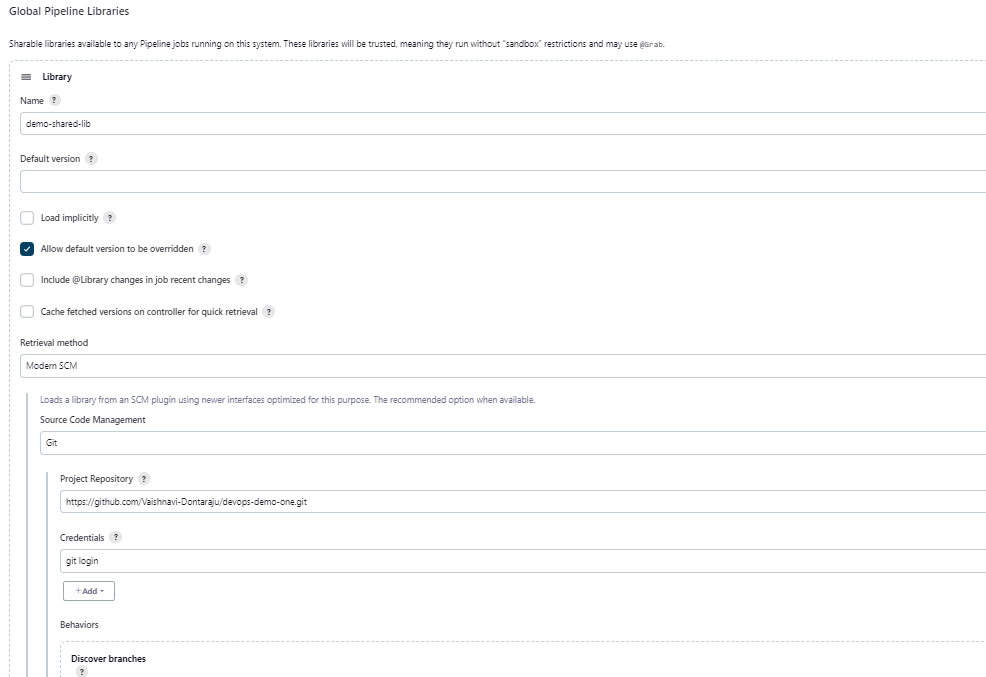 Global Pipeline Libraries
Sharable libraries available to any Pipeline jobs running on this system. These libraries will be trusted, meaning they run without "sandbox" restrictions and may use @Grab.
Library
Name ?
demo-shared-lib
Default version ?
Load implicitly ?
Allow default version to be overridden ?
Include @Library changes in job recent changes ?
Cache fetched versions on controller for quick retrieval ?
Retrieval method
Modern SCM
Loads a library from an SCM plugin using newer interfaces optimized for this purpose. The recommended option when available.
Source Code Management
Git
Project Repository ?
https://github.com/Vaishnavi-Dontaraju/devops-demo-one.git
Credentials ?
git login
+Add
Behaviors
Discover branches
?